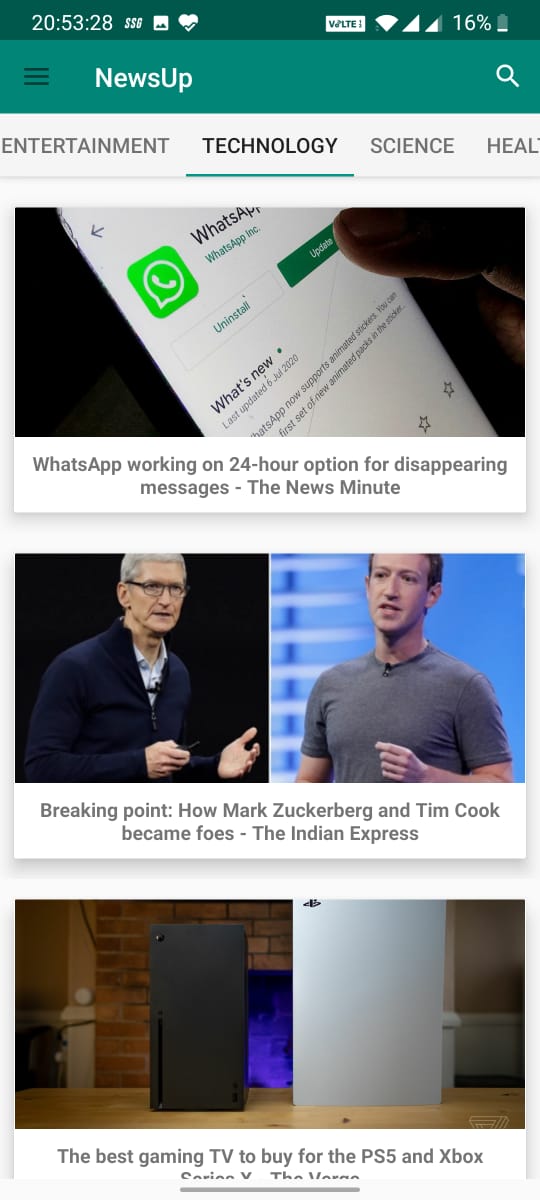 20:53:28 SSG VoLTE 16%
NewsUp
ENTERTAINMENT TECHNOLOGY SCIENCE HEALT
WhatsApp
WhatsApp Inc.
Update
Uninstall
What's new
Last updated 6 Jul 2020
WhatsApp now supports animated stickers. You can
first set of new animated packs in the sticker..
WhatsApp working on 24-hour option for disappearing
messages - The News Minute
Breaking point: How Mark Zuckerberg and Tim Cook
became foes - The Indian Express
The best gaming TV to buy for the PS5 and Xbox
Series X - The Verge